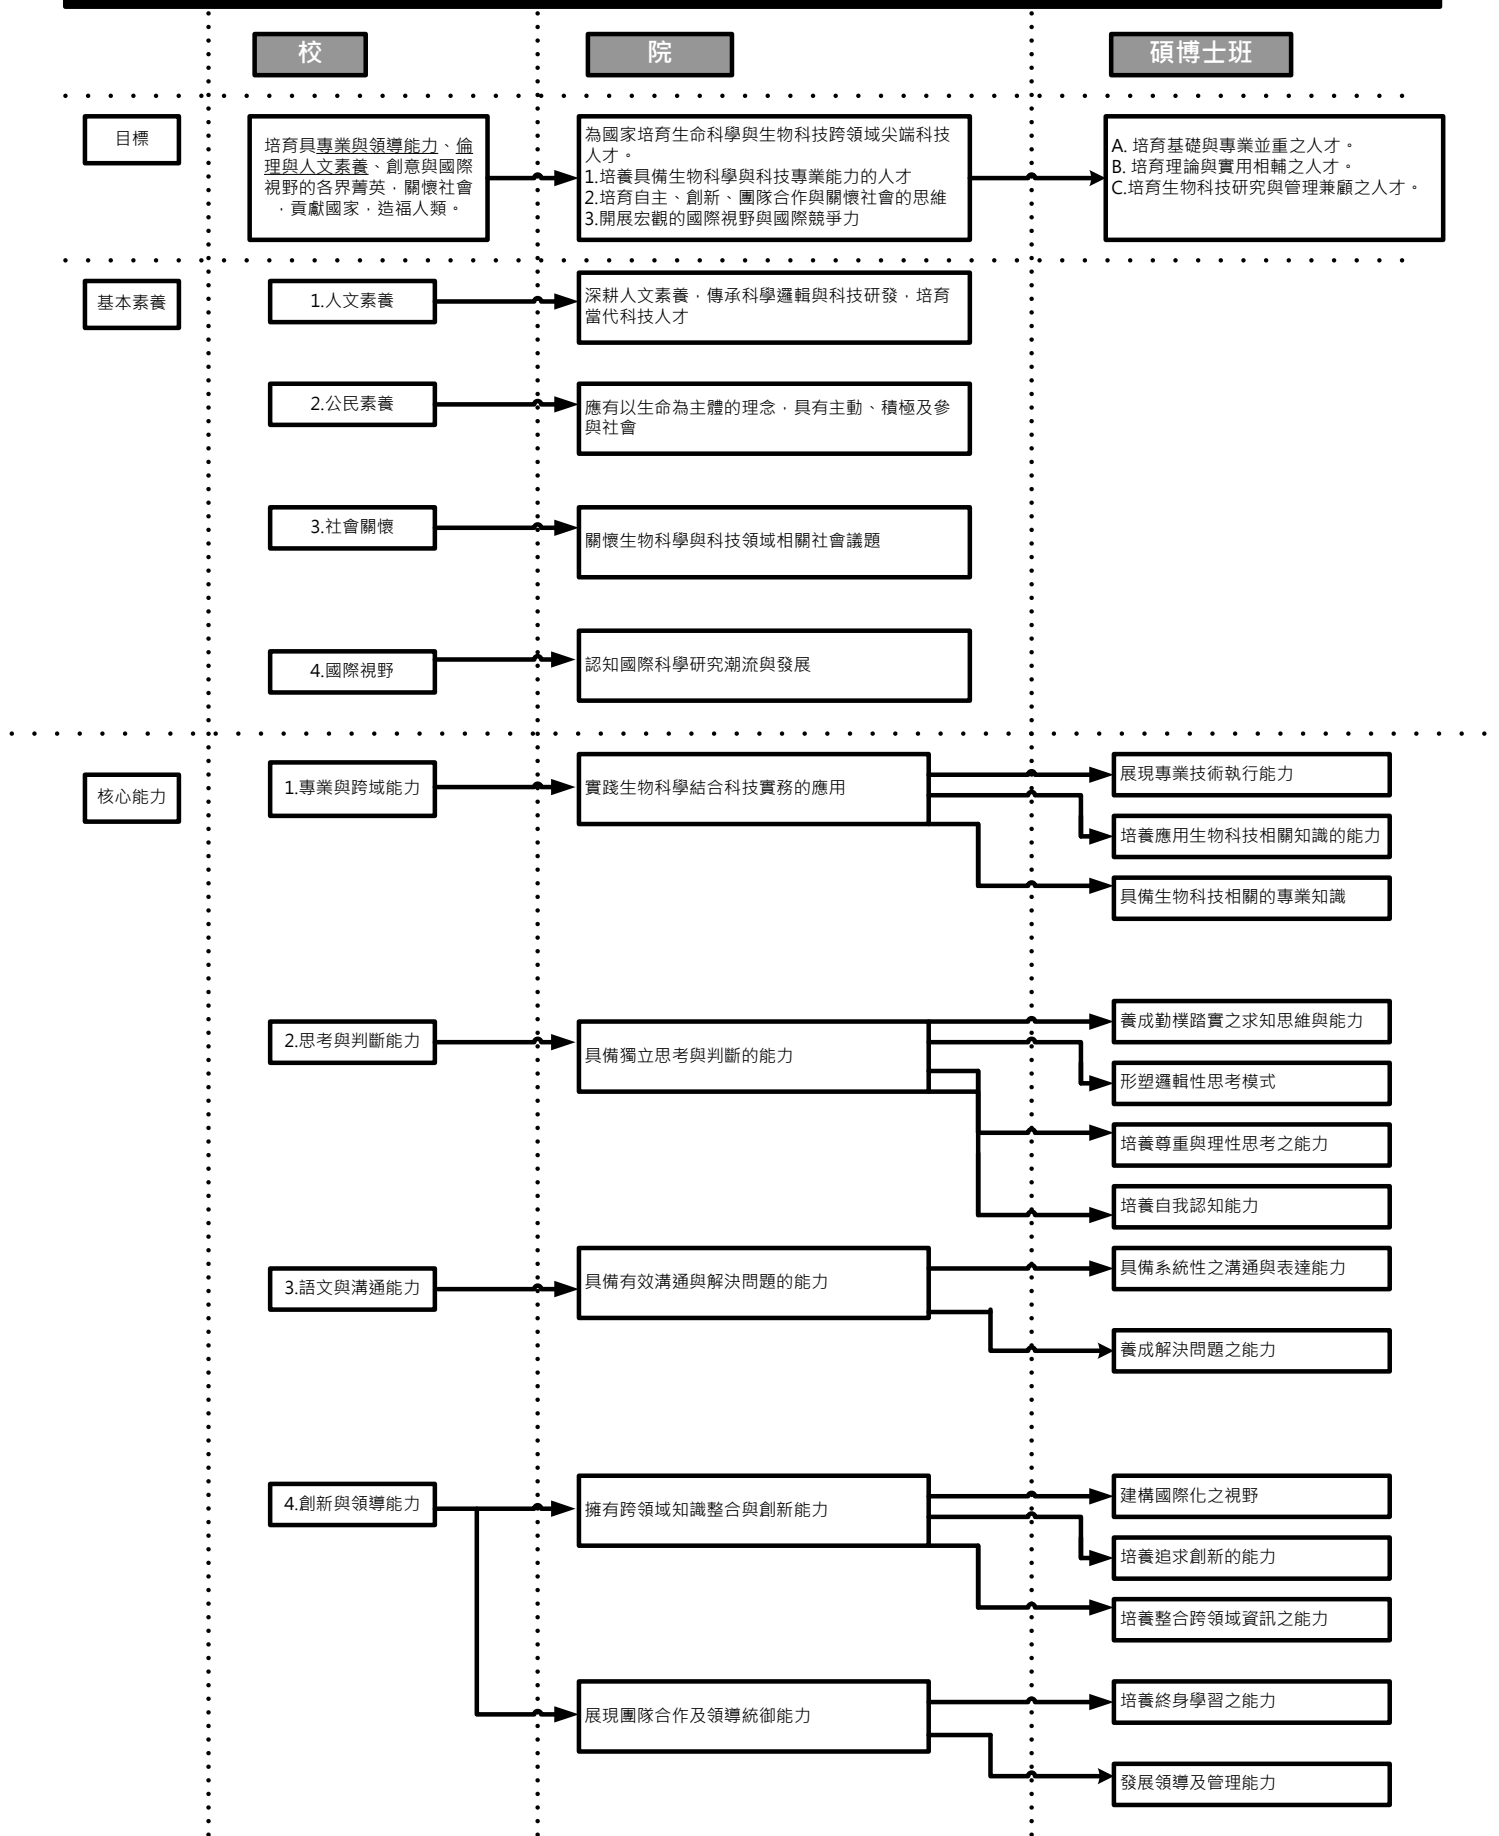 校
院
碩博士班
目標
培育具專業與領導能力、倫
理與人文素養、創意與國際
視野的各界菁英，關懷社會
，貢獻國家，造福人類。
為國家培育生命科學與生物科技跨領域尖端科技
人才。
1.培養具備生物科學與科技專業能力的人才
2.培育自主、創新、團隊合作與關懷社會的思維
3.開展宏觀的國際視野與國際競爭力
A. 培育基礎與專業並重之人才。
B. 培育理論與實用相輔之人才。
C.培育生物科技研究與管理兼顧之人才。
基本素養
1.人文素養
深耕人文素養，傳承科學邏輯與科技研發，培育
當代科技人才
2.公民素養
應有以生命為主體的理念，具有主動、積極及參
與社會
3.社會關懷
關懷生物科學與科技領域相關社會議題
4.國際視野
認知國際科學研究潮流與發展
核心能力
1.專業與跨域能力
實踐生物科學結合科技實務的應用
展現專業技術執行能力
培養應用生物科技相關知識的能力
具備生物科技相關的專業知識
2.思考與判斷能力
具備獨立思考與判斷的能力
養成勤樸踏實之求知思維與能力
形塑邏輯性思考模式
培養尊重與理性思考之能力
培養自我認知能力
3.語文與溝通能力
具備有效溝通與解決問題的能力
具備系統性之溝通與表達能力
養成解決問題之能力
4.創新與領導能力
擁有跨領域知識整合與創新能力
建構國際化之視野
培養追求創新的能力
培養整合跨領域資訊之能力
展現團隊合作及領導統御能力
培養終身學習之能力
發展領導及管理能力